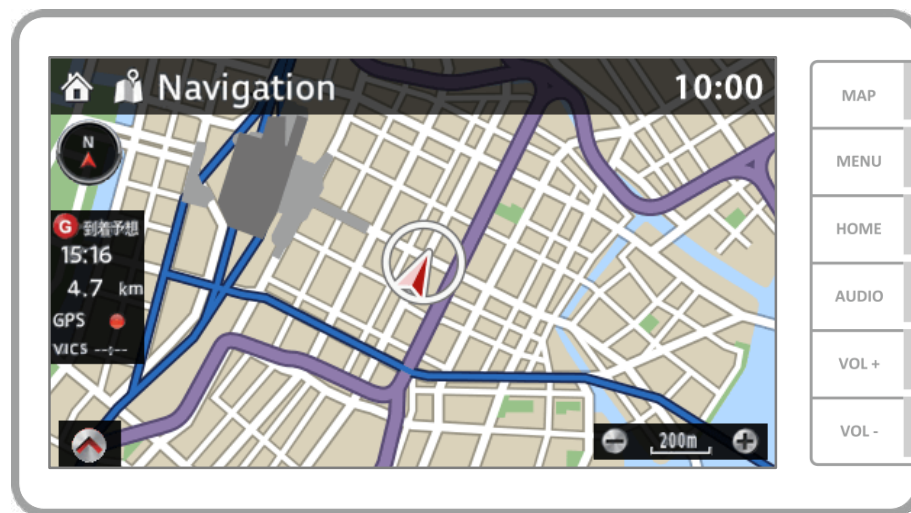 Navigation
10:00
N
G 到着予想
15:16
4.7 km
GPS
VICS --:--
200m
MAP
MENU
HOME
AUDIO
VOL +
VOL -